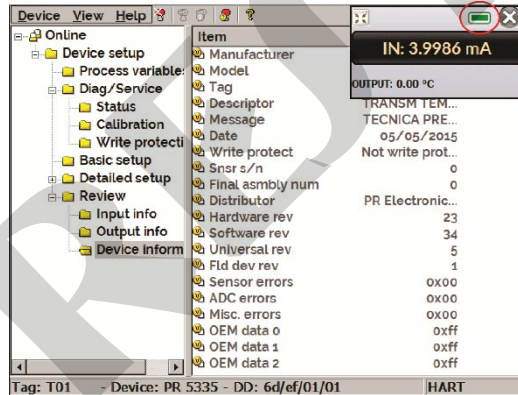 Device View Help
Online
Device setup
Process variable:
Diag/Service
Status
Calibration
Write protecti
Basic setup
Detailed setup
Review
Input info
Output info
Device inform
Item
Manufacturer
Model
Tag
Descriptor TRANSM TEM...
Message TECNICA PRE...
Date 05/05/2015
Write protect Not write prot...
Snsr s/n 0
Final asmbly num 0
Distributor PR Electronic...
Hardware rev 23
Software rev 34
Universal rev 5
Fld dev rev 1
Sensor errors 0x00
ADC errors 0x00
Misc. errors 0x00
OEM data 0 0xff
OEM data 1 0xff
OEM data 2 0xff
IN: 3.9986 mA
OUTPUT: 0.00 °C
Tag: T01 - Device: PR 5335 - DD: 6d/ef/01/01 HART